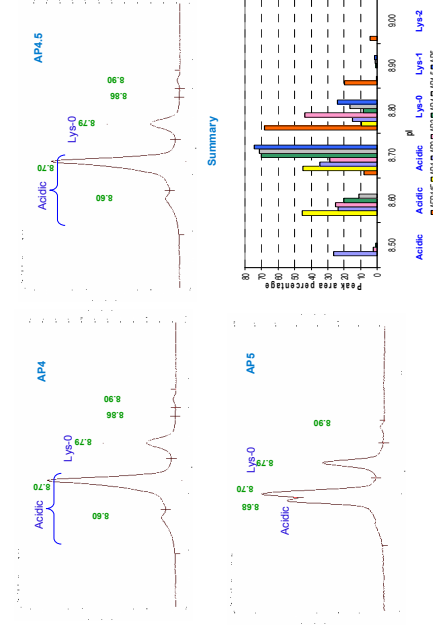 AP4
Acidic
8.70
Lys-0
8.79
8.60
8.86
8.90
AP4.5
Acidic
8.70
Lys-0
8.79
8.60
8.86
8.90
AP5
8.68
8.70
Acidic
Lys-0
8.79
8.90
Summary
Peak area percentage
80
70
60
50
40
30
20
10
0
8.50 8.60 8.70 8.80 8.90 9.00
pI
Acidic Acidic Acidic Lys-0 Lys-1 Lys-2